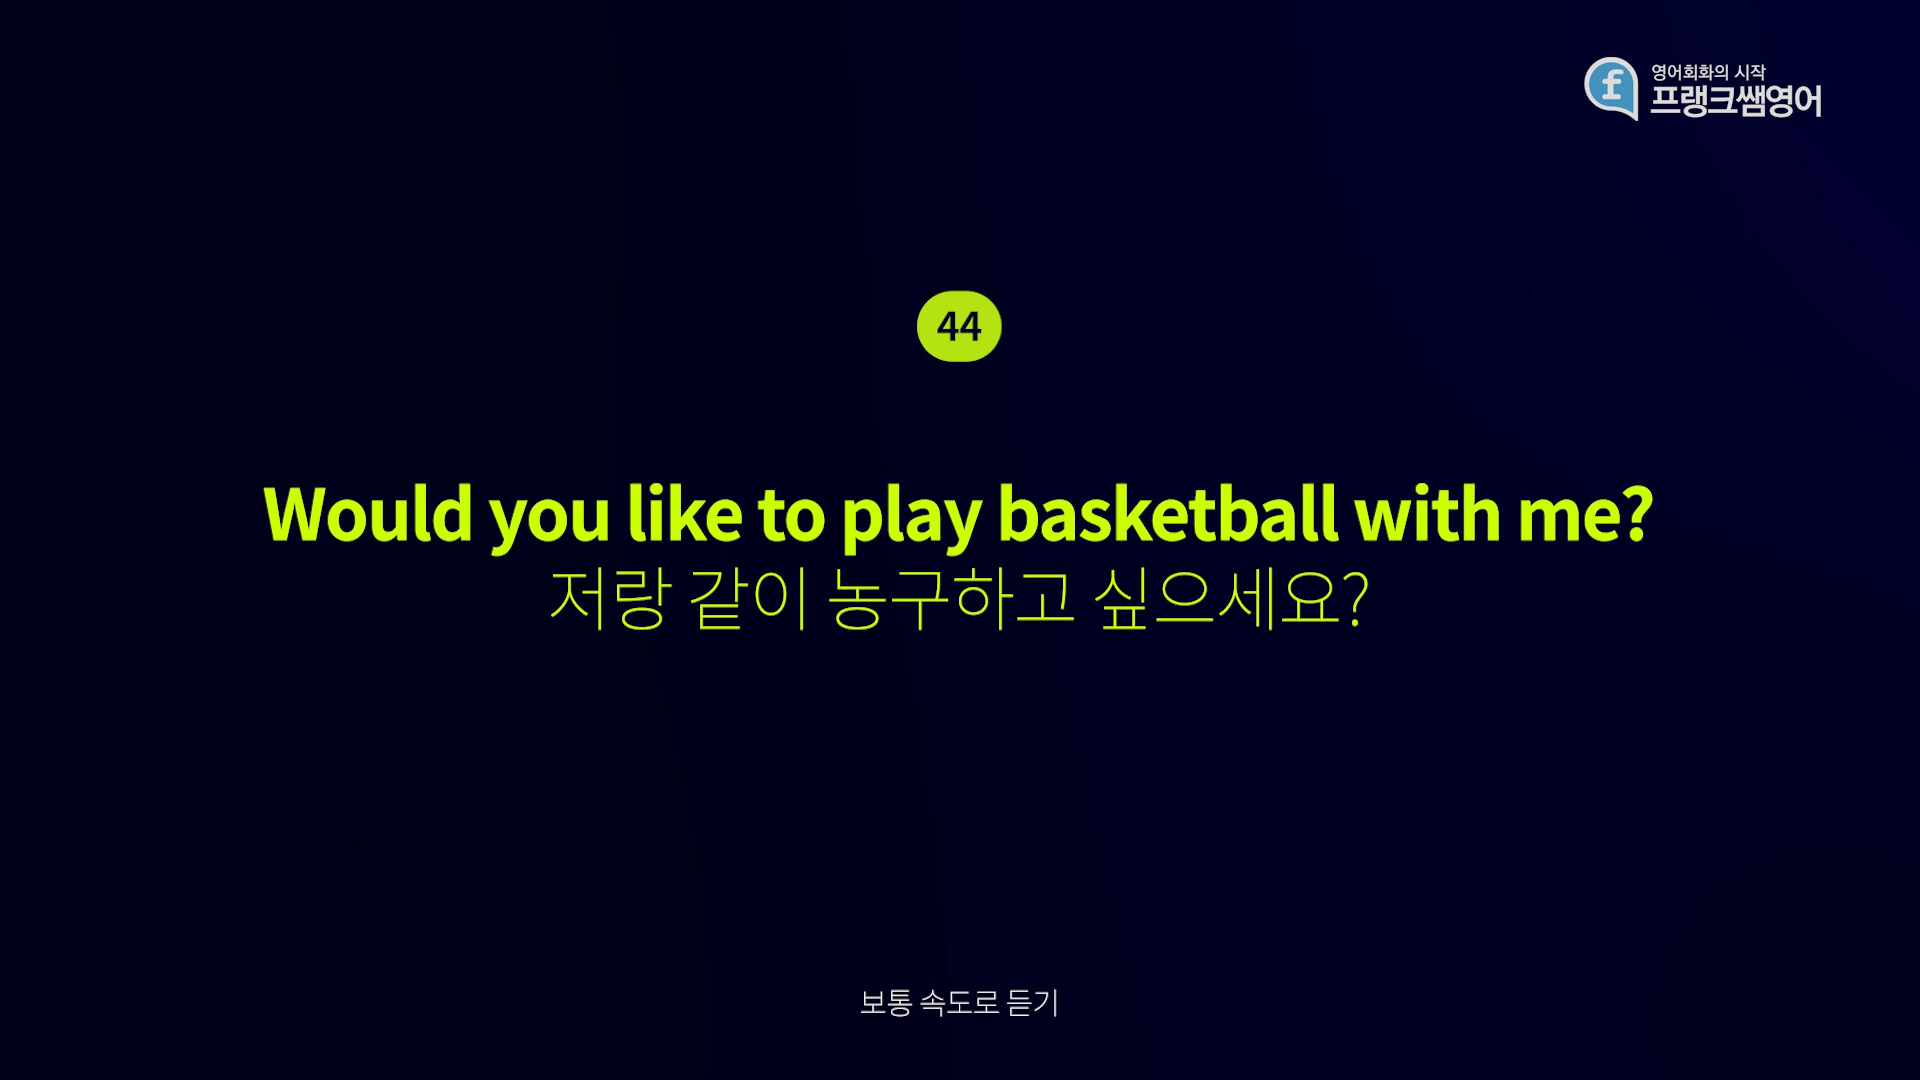 영어회화의 시작
프랭크쌤영어
44
Would you like to play basketball with me?
저랑 같이 농구하고 싶으세요?
보통 속도로 듣기